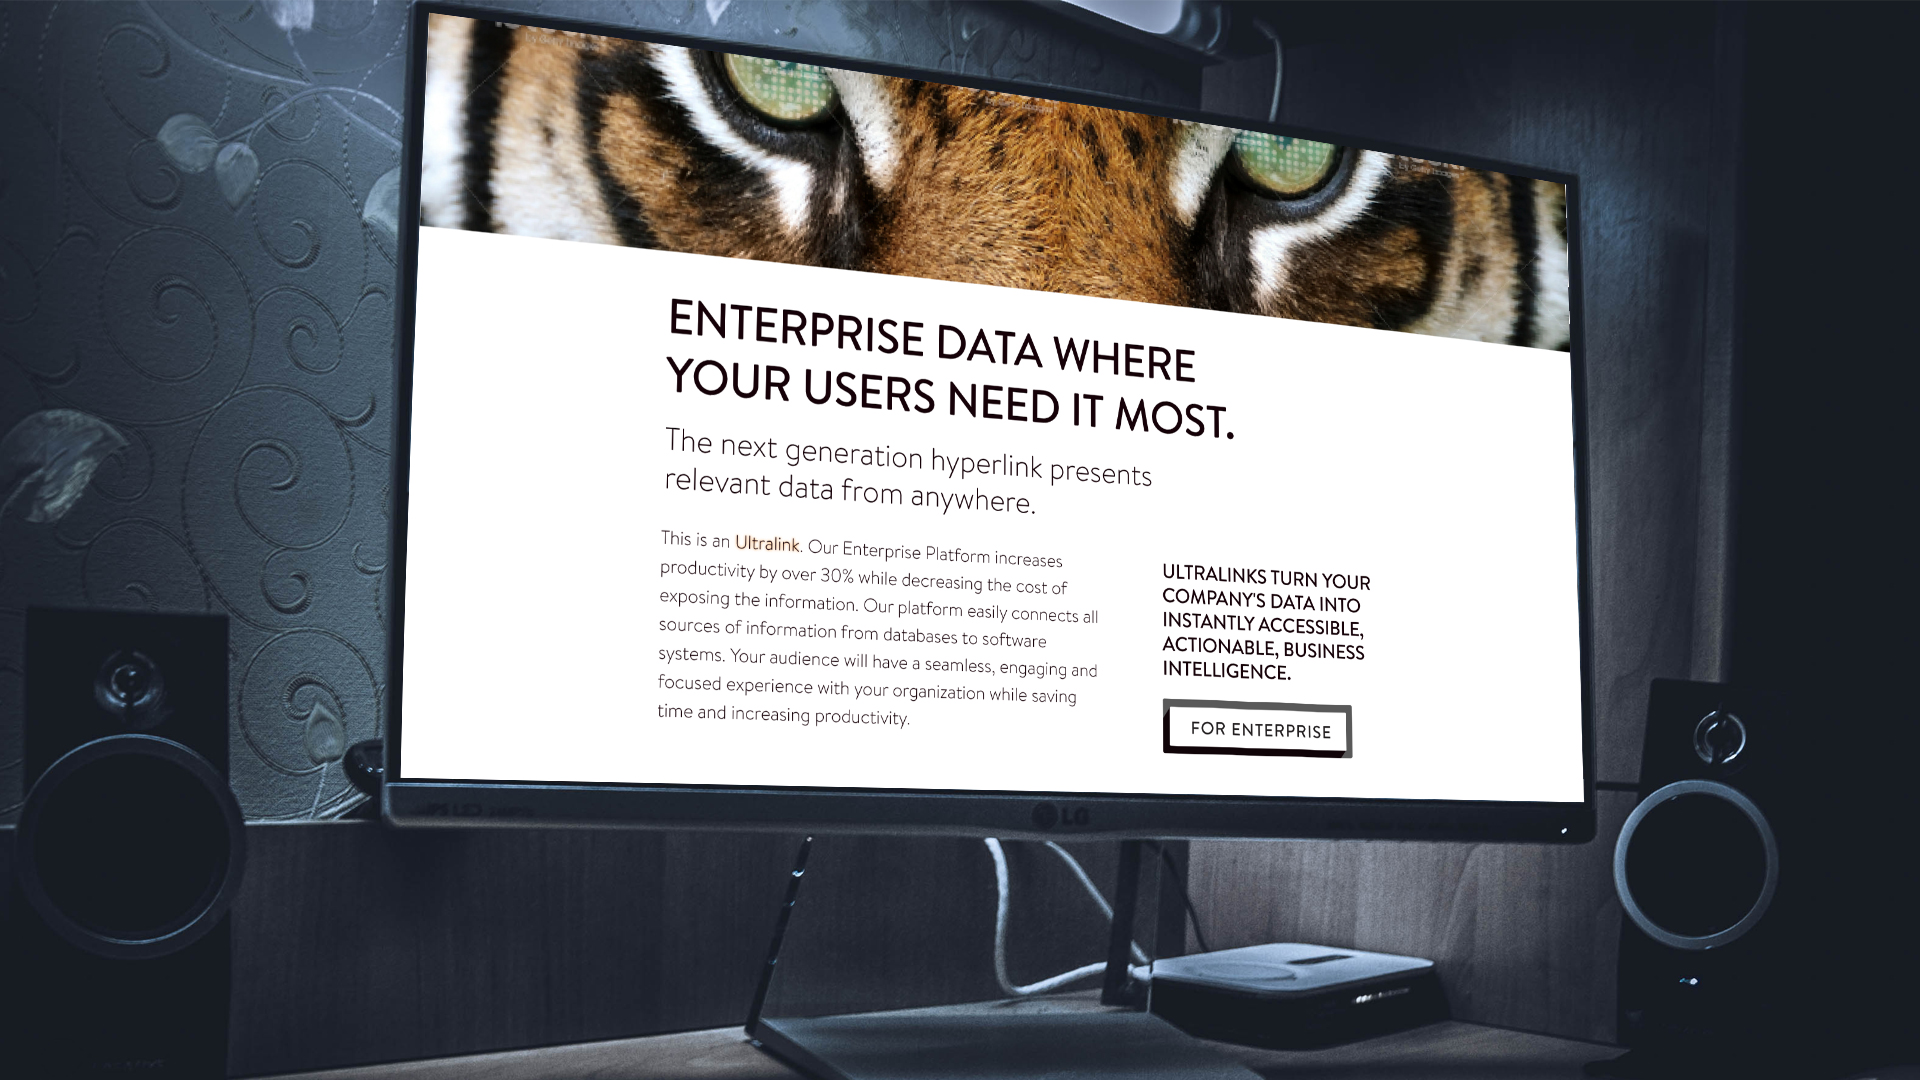 ENTERPRISE DATA WHERE
YOUR USERS NEED IT MOST.
The next generation hyperlink presents
relevant data from anywhere.
This is an Ultralink. Our Enterprise Platform increases
productivity by over 30% while decreasing the cost of
exposing the information. Our platform easily connects all
sources of information from databases to software
systems. Your audience will have a seamless, engaging and
focused experience with your organization while saving
time and increasing productivity.
ULTRALINKS TURN YOUR
COMPANY'S DATA INTO
INSTANTLY ACCESSIBLE,
ACTIONABLE, BUSINESS
INTELLIGENCE.
FOR ENTERPRISE
LG